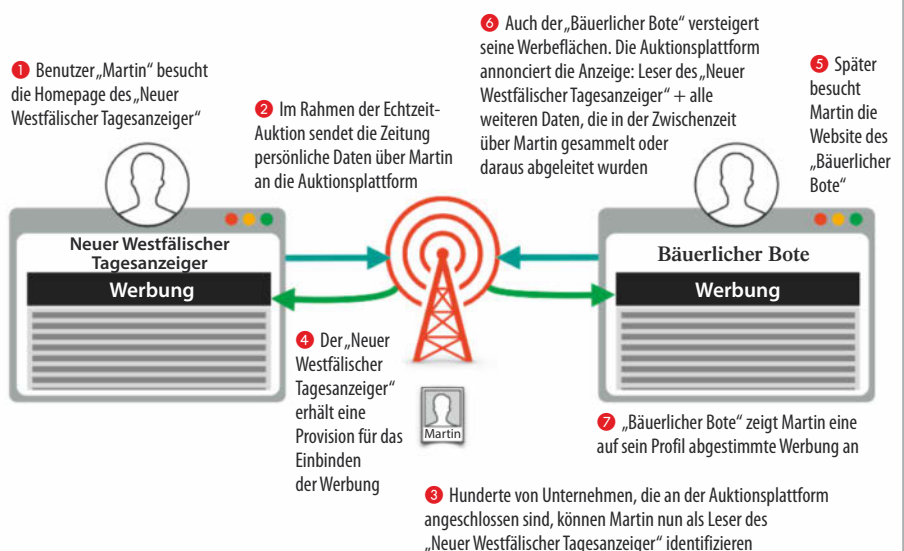 ❶ Benutzer „Martin“ besucht
die Homepage des „Neuer
Westfälischer Tagesanzeiger“
❷ Im Rahmen der Echtzeit-
Auktion sendet die Zeitung
persönliche Daten über Martin
an die Auktionsplattform
❻ Auch der „Bäuerlicher Bote“ versteigert
seine Werbeflächen. Die Auktionsplattform
annonciert die Anzeige: Leser des „Neuer
Westfälischer Tagesanzeiger“ + alle
weiteren Daten, die in der Zwischenzeit
über Martin gesammelt oder
daraus abgeleitet wurden
❺ Später
besucht
Martin die
Website des
„Bäuerlicher
Bote“
Neuer Westfälischer
Tagesanzeiger
Werbung
Bäuerlicher Bote
Werbung
❹ Der „Neuer
Westfälischer
Tagesanzeiger“
erhält eine
Provision für das
Einbinden
der Werbung
Martin
❼ „Bäuerlicher Bote“ zeigt Martin eine
auf sein Profil abgestimmte Werbung an
❸ Hunderte von Unternehmen, die an der Auktionsplattform
angeschlossen sind, können Martin nun als Leser des
„Neuer Westfälischer Tagesanzeiger“ identifizieren